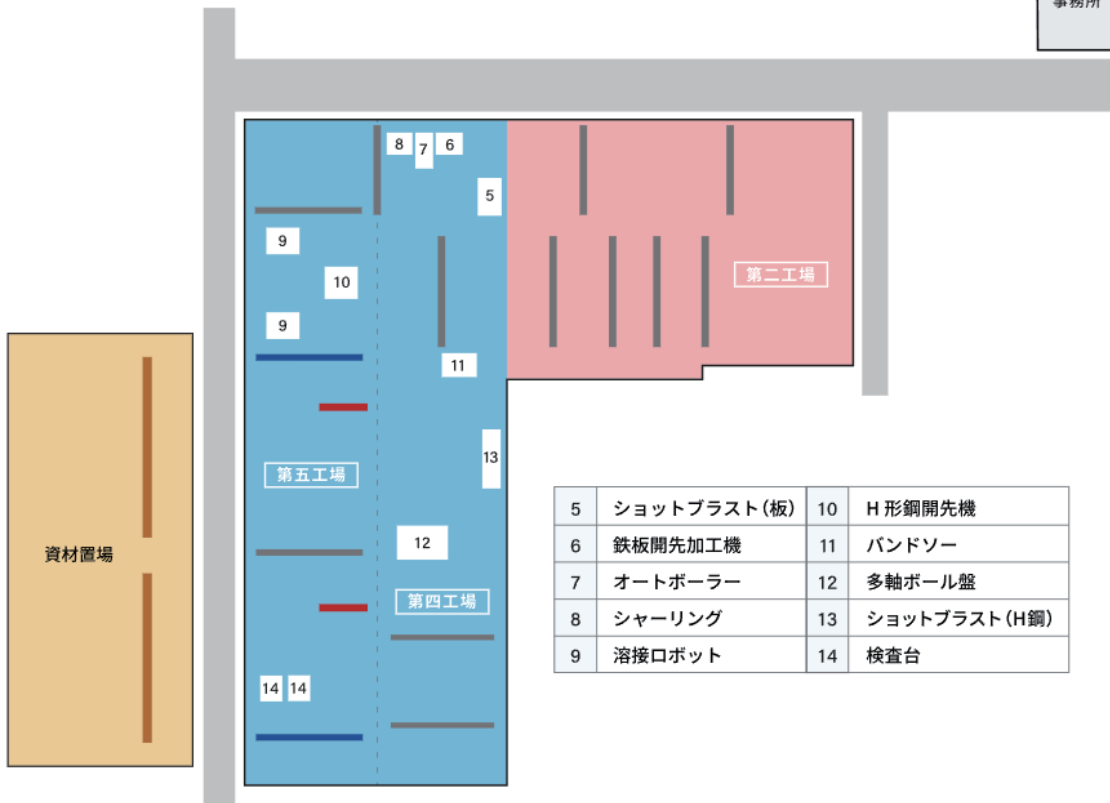 事務所
8
7
6
5
9
10
第二工場
9
11
13
第五工場
資材置場
12
第四工場
14 14
5 ショットブラスト(板) 10 H形鋼開先機
6 鉄板開先加工機 11 バンドソー
7 オートボーラー 12 多軸ボール盤
8 シャーリング 13 ショットブラスト(H鋼)
9 溶接ロボット 14 検査台